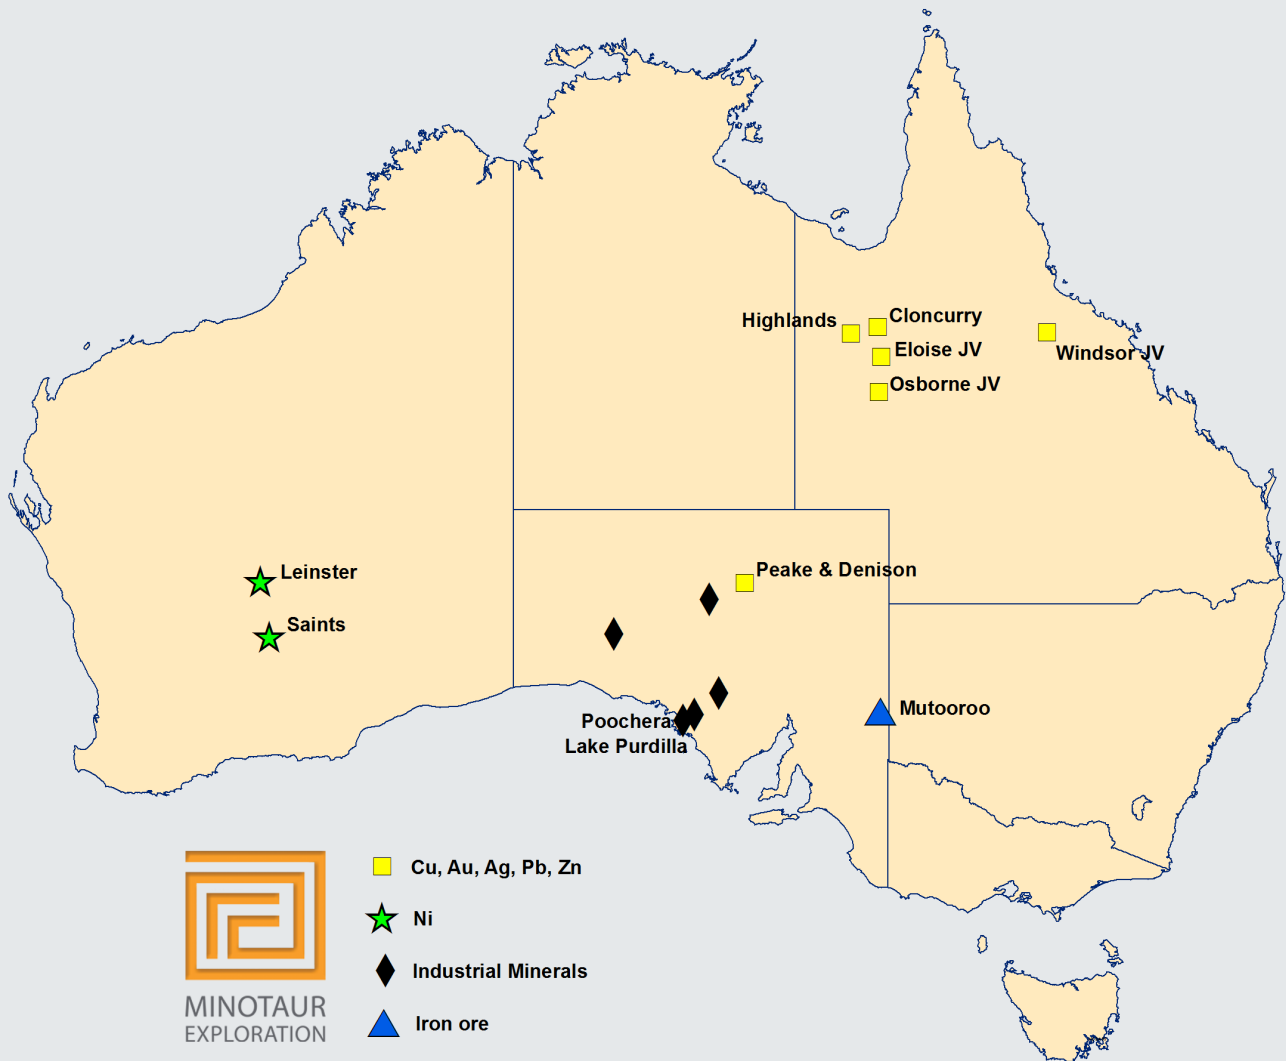 Highlands
Cloncurry
Eloise JV
Windsor JV
Osborne JV
Leinster
Peake & Denison
Saints
Poochera
Lake Purdilla
Mutooroo
Cu, Au, Ag, Pb, Zn
Ni
Industrial Minerals
Iron ore
MINOTAUR
EXPLORATION